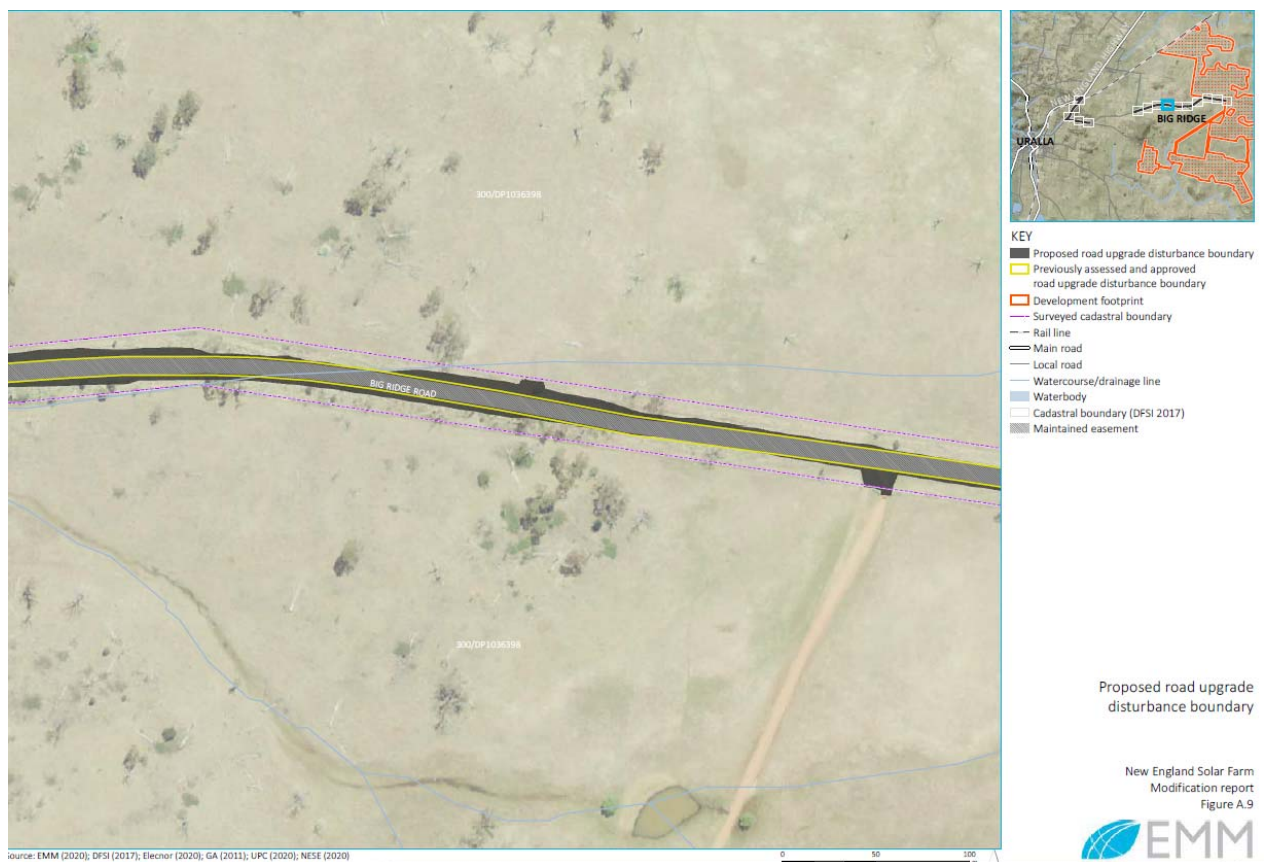 300/DP1036398
BIG RIDGE ROAD
300/DP1036398
BIG RIDGE
URALLA
KEY
Proposed road upgrade disturbance boundary
Previously assessed and approved
road upgrade disturbance boundary
Development footprint
Surveyed cadastral boundary
Rail line
Main road
Local road
Watercourse/drainage line
Waterbody
Cadastral boundary (DFSI 2017)
Maintained easement
Proposed road upgrade
disturbance boundary
New England Solar Farm
Modification report
Figure A.9
EMM
Source: EMM (2020); DFSI (2017); Elecnor (2020); GA (2011); UPC (2020); NESE (2020)
0 50 100